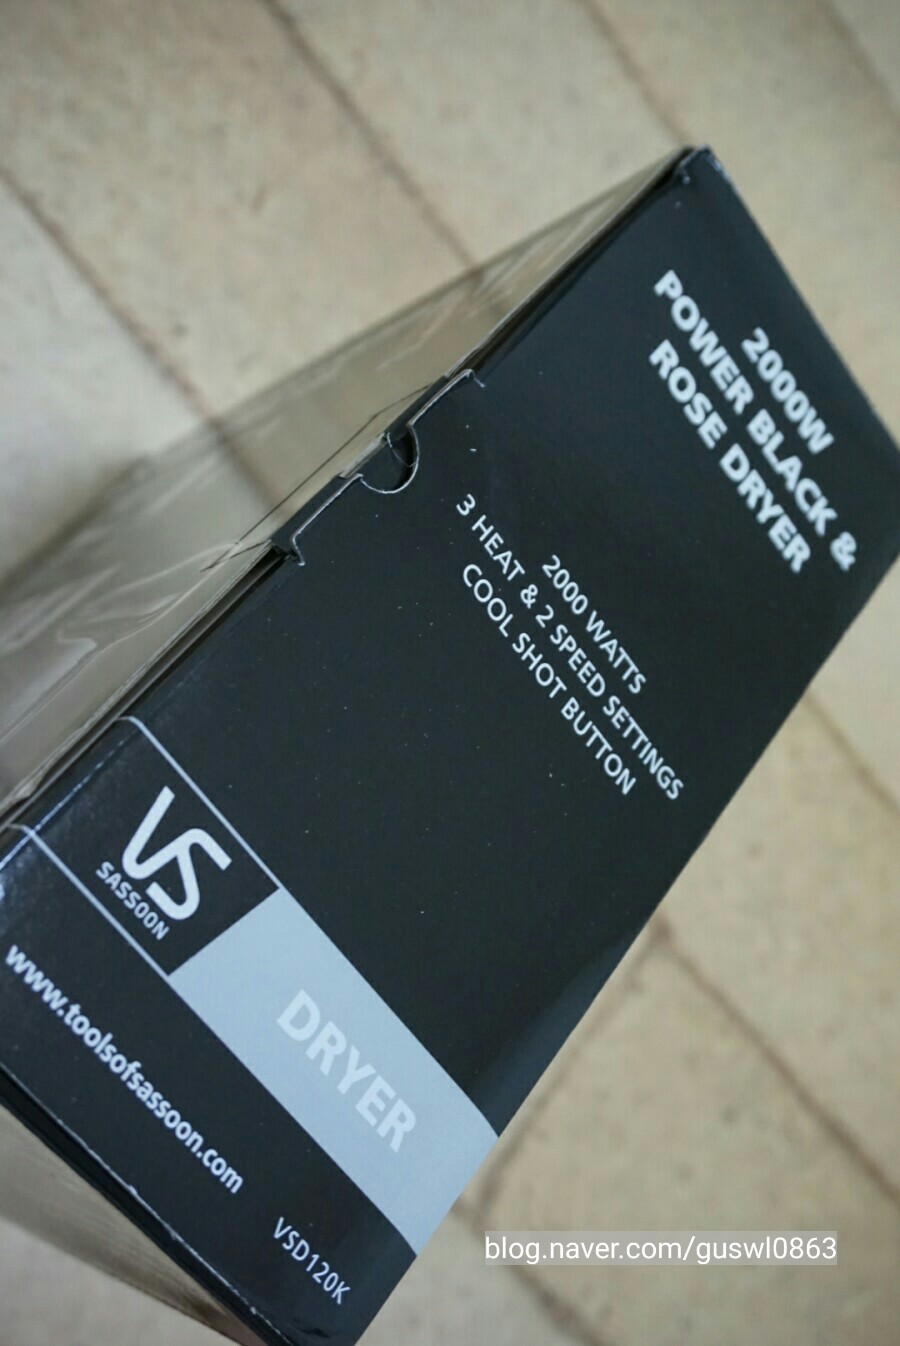 2000W
POWER BLACK &
ROSE DRYER
2000 WATTS
3 HEAT & 2 SPEED SETTINGS
COOL SHOT BUTTON
VS
SASSOON
DRYER
www.toolsofsassoon.com
VSD120K
blog.naver.com/guswl0863